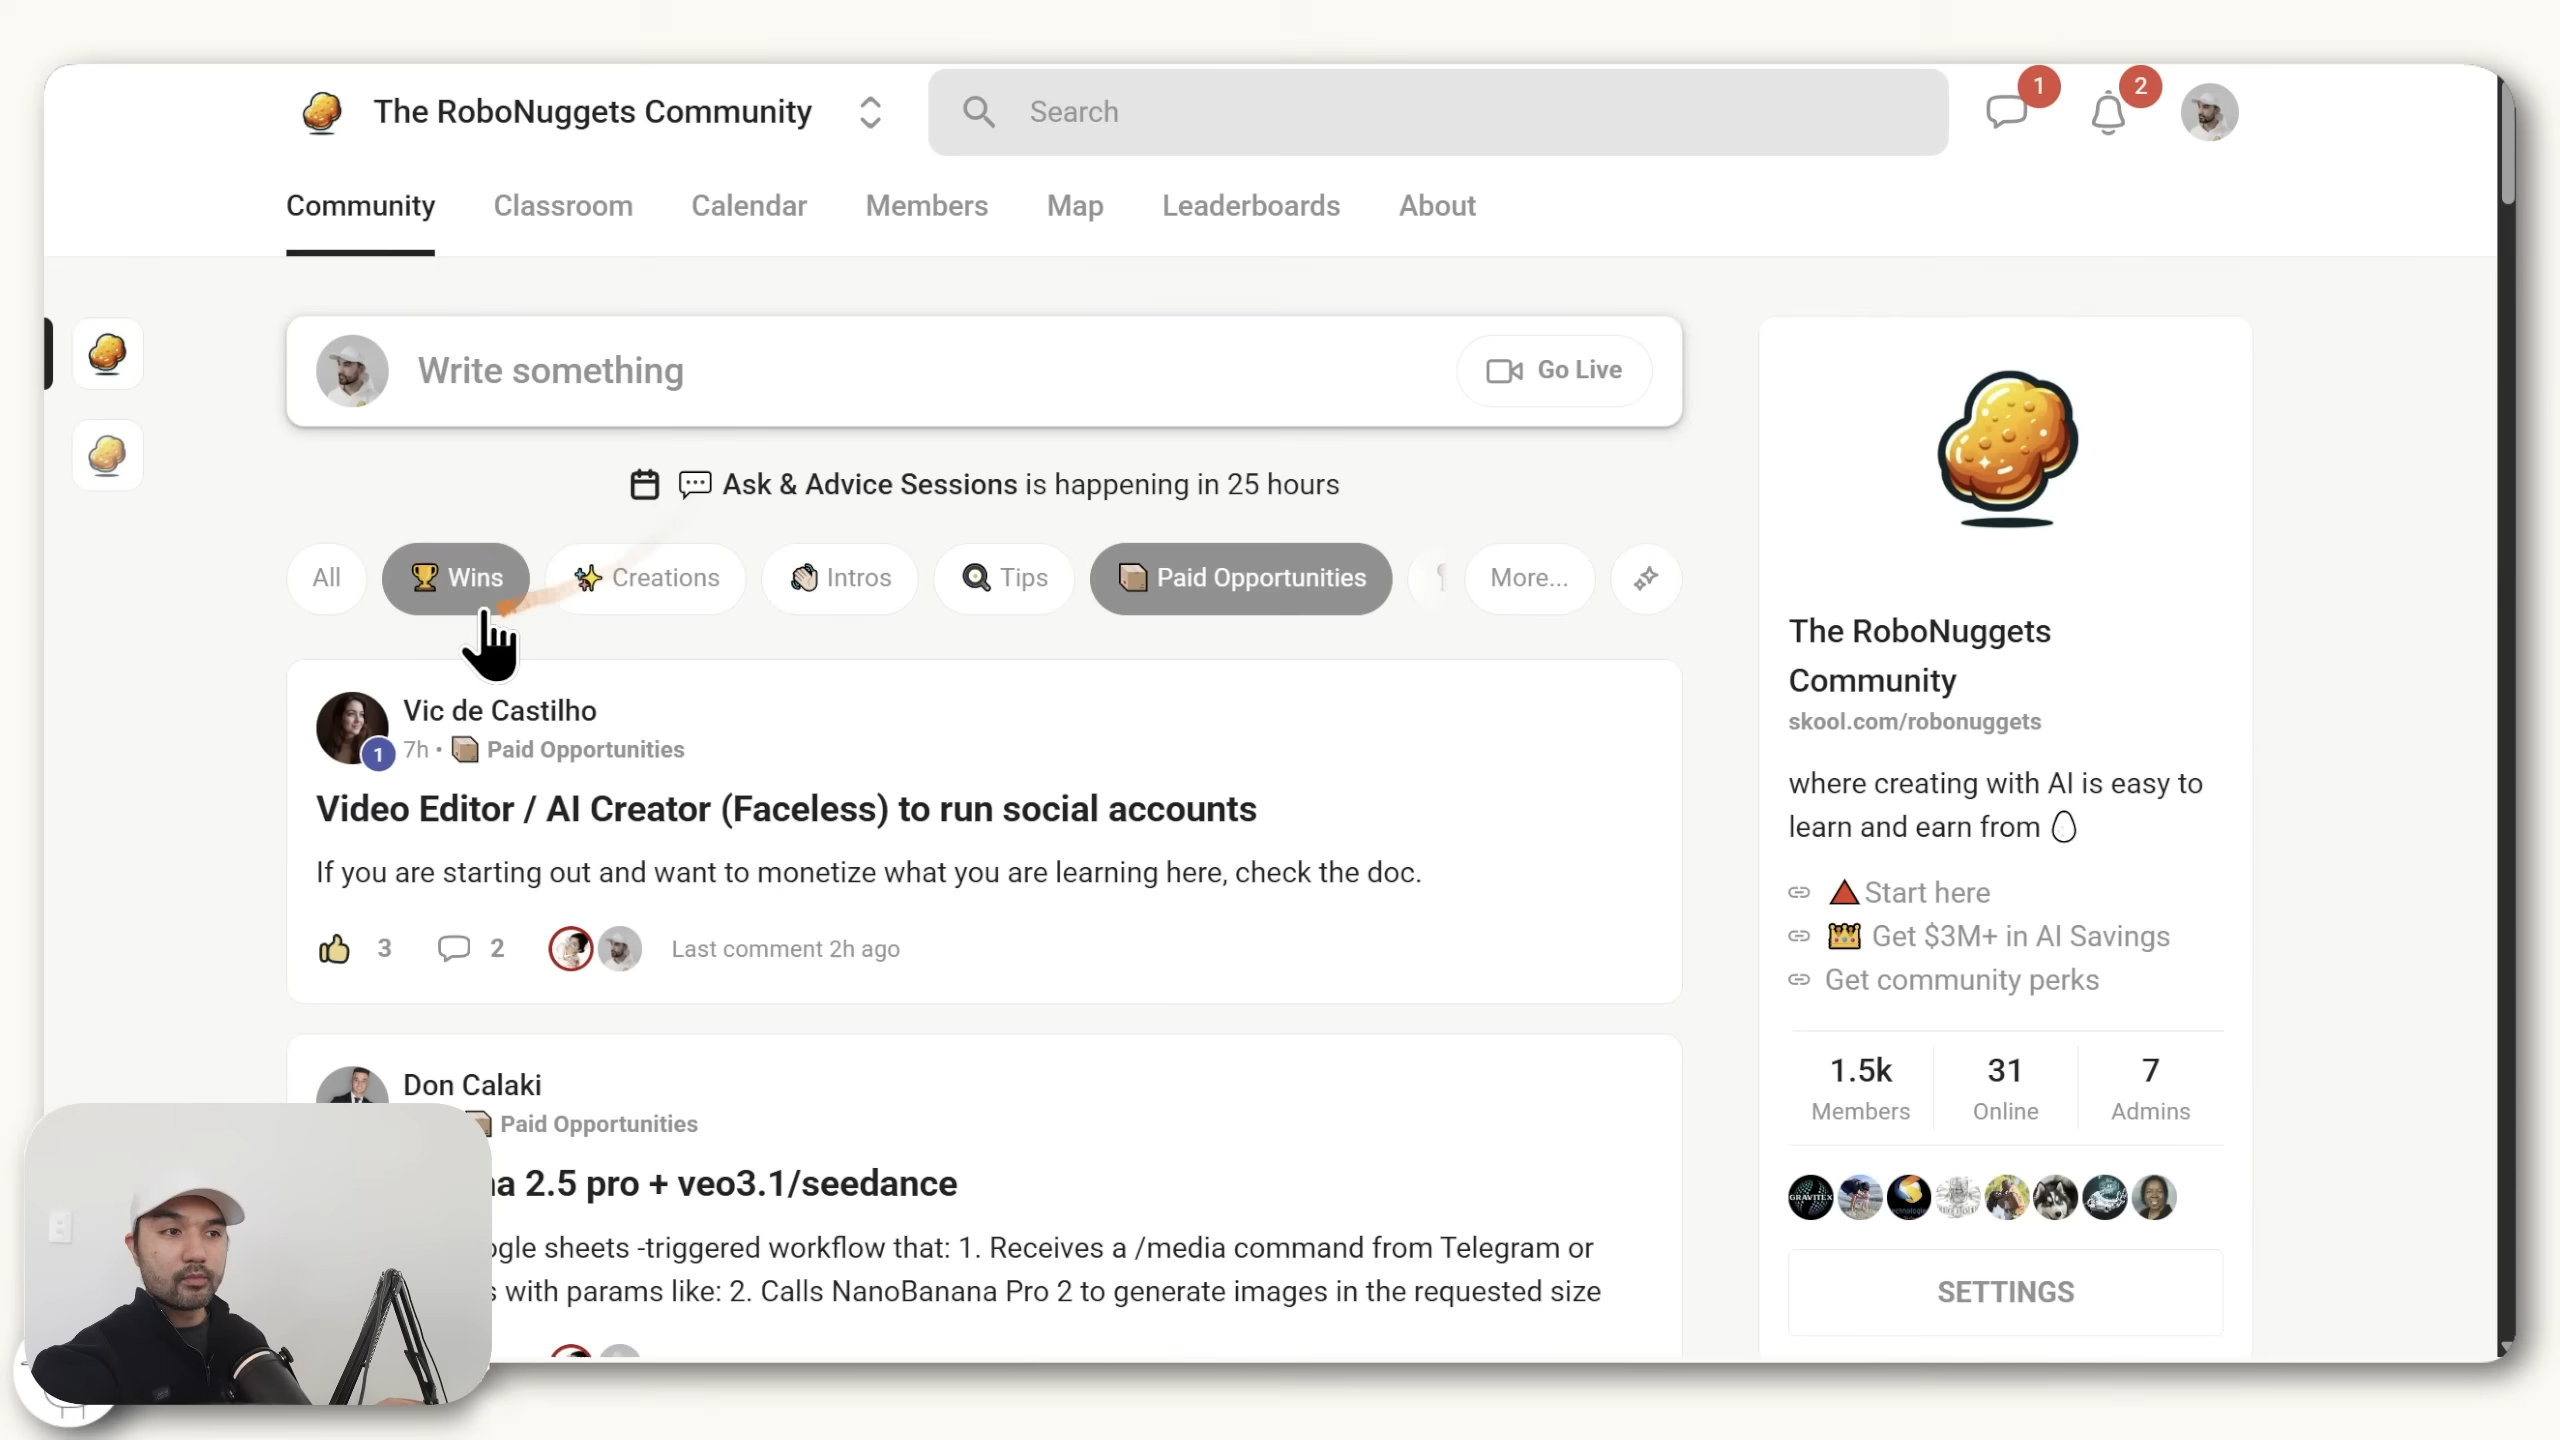 The RoboNuggets Community
Search
1
2
Community
Classroom
Calendar
Members
Map
Leaderboards
About
Write something
Go Live
Ask & Advice Sessions is happening in 25 hours
All
Wins
Creations
Intros
Tips
Paid Opportunities
More...
Vic de Castilho
1
7h • Paid Opportunities
Video Editor / AI Creator (Faceless) to run social accounts
If you are starting out and want to monetize what you are learning here, check the doc.
3
2
Last comment 2h ago
Don Calaki
Paid Opportunities
2.5 pro + veo3.1/seedance
sheets -triggered workflow that: 1. Receives a /media command from Telegram or
with params like: 2. Calls NanoBanana Pro 2 to generate images in the requested size
The RoboNuggets
Community
skool.com/robonuggets
where creating with AI is easy to
learn and earn from
Start here
Get $3M+ in AI Savings
Get community perks
1.5k
Members
31
Online
7
Admins
GRAVITEX
SETTINGS